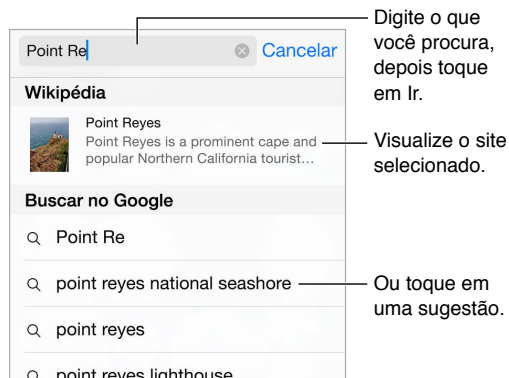 Point Re
Cancelar
Digite o que
você procura,
depois toque
em Ir.
Wikipédia
Point Reyes
Point Reyes is a prominent cape and
popular Northern California tourist…
Visualize o site
selecionado.
Buscar no Google
Point Re
point reyes national seashore
Ou toque em
uma sugestão.
point reyes
point reyes lighthouse